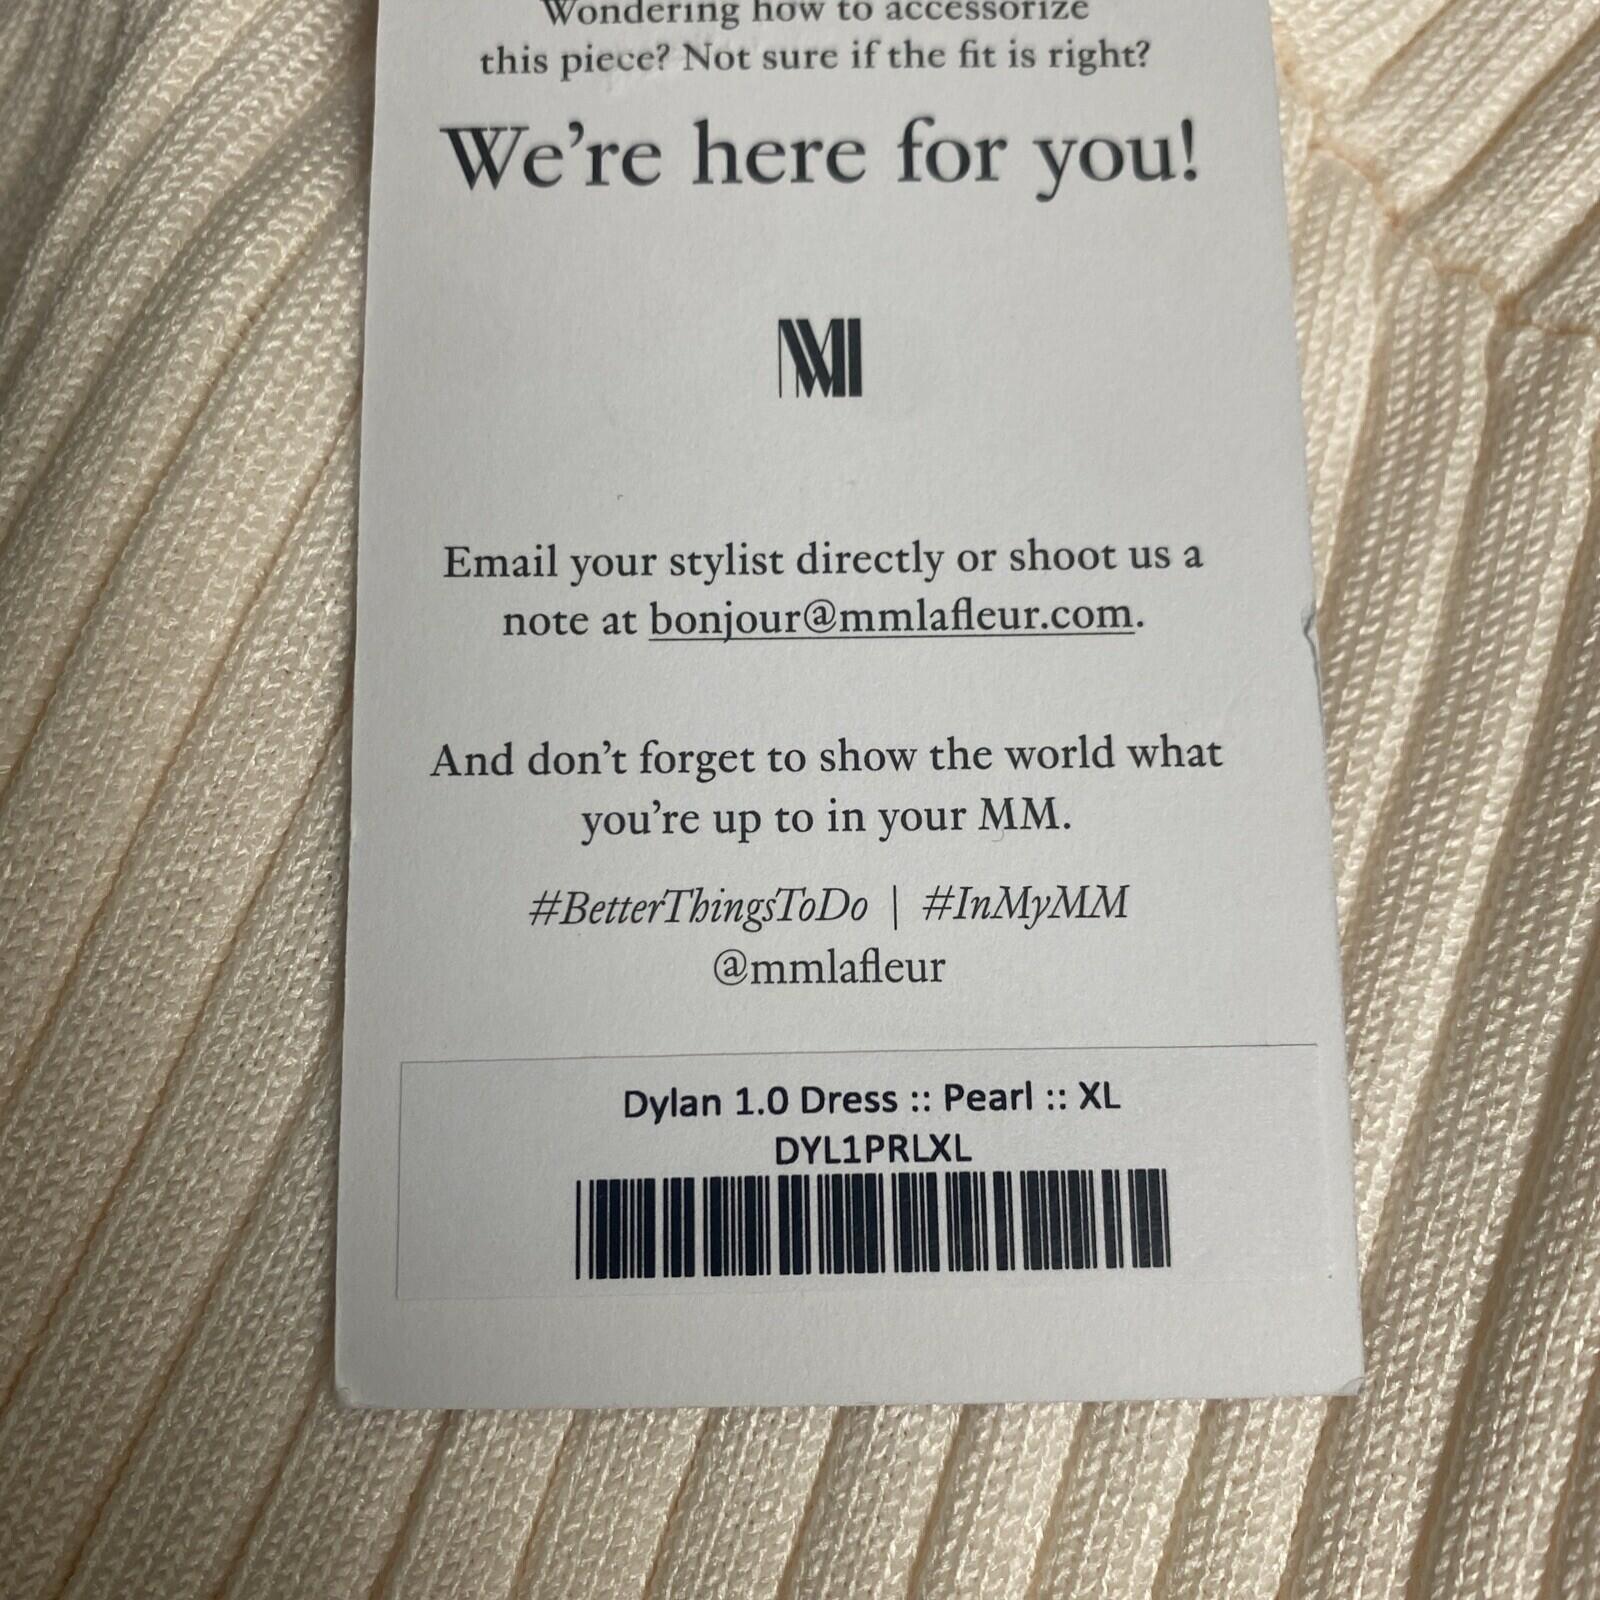 Wondering how to accessorize
this piece? Not sure if the fit is right?
We're here for you!
MM
Email your stylist directly or shoot us a
note at bonjour@mmlafleur.com.
And don't forget to show the world what
you're up to in your MM.
#BetterThingsToDo | #InMyMM
@mmlafleur
Dylan 1.0 Dress :: Pearl :: XL
DYL1PRLXL